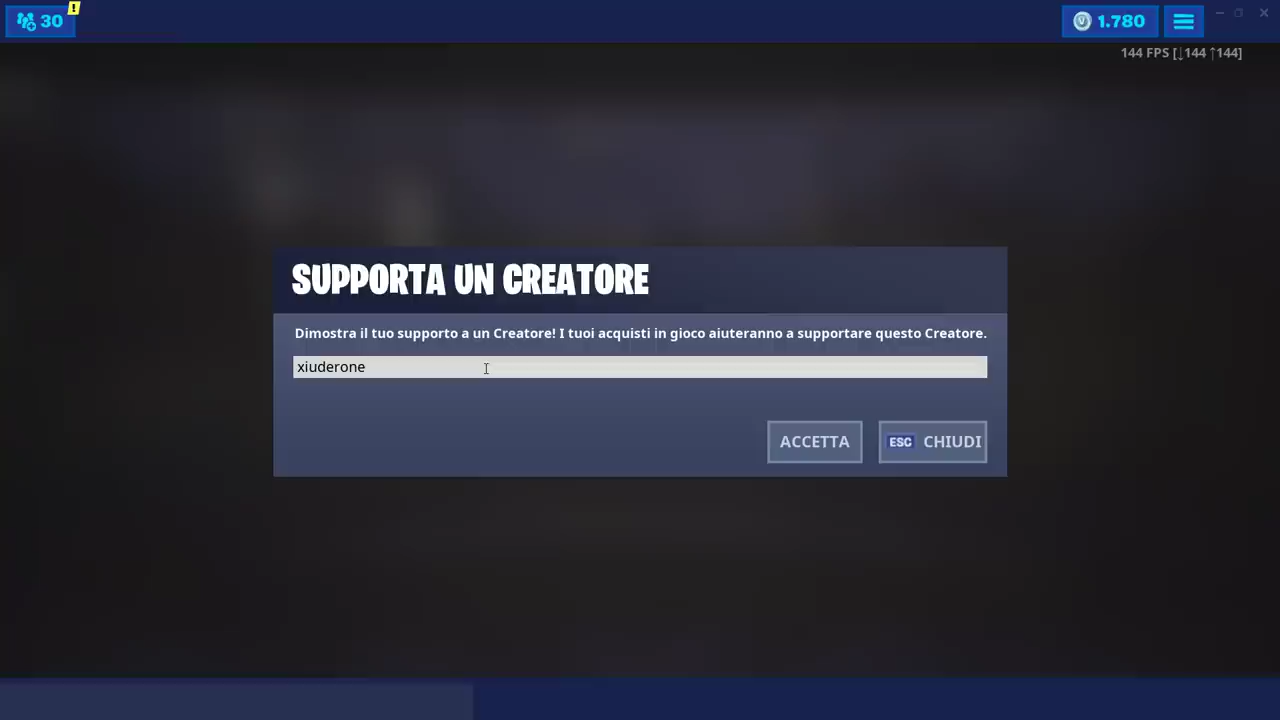 30
!
1.780
144 FPS [↓144 ↑144]
SUPPORTA UN CREATORE
Dimostra il tuo supporto a un Creatore! I tuoi acquisti in gioco aiuteranno a supportare questo Creatore.
xiuderone
ACCETTA
ESC CHIUDI